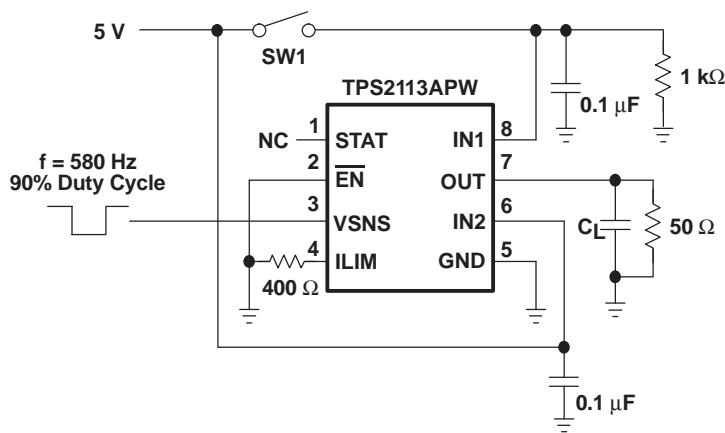 5 V
SW1
TPS2113APW
0.1 µF
1 kΩ
NC
1
STAT
IN1
8
f = 580 Hz
90% Duty Cycle
2
EN
OUT
7
3
VSNS
IN2
6
CL
50 Ω
4
ILIM
GND
5
400 Ω
0.1 µF